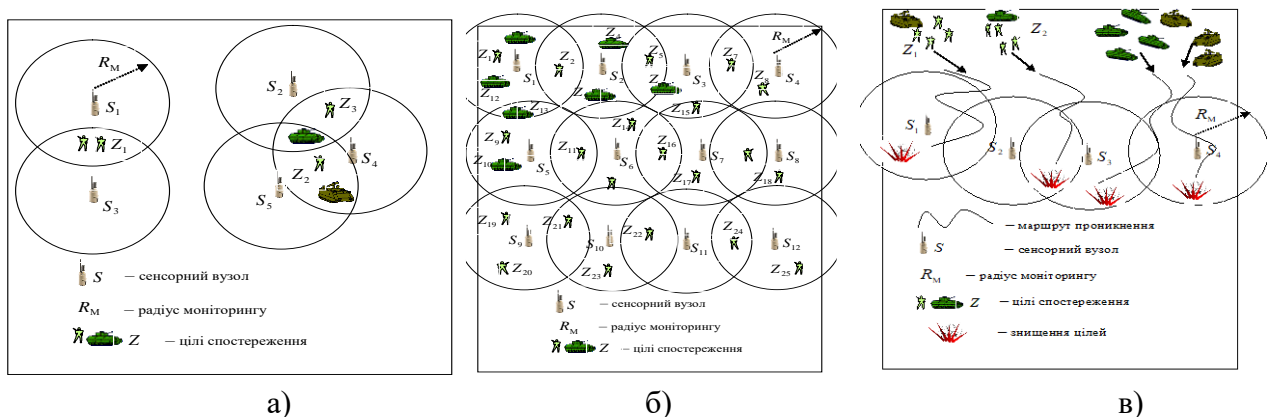 R_M
S_1
Z_1
S_3
S_2
Z_3
S_4
Z_2
S_5
S – сенсорний вузол
R_M – радіус моніторингу
Z – цілі спостереження
а)
Z_4
R_M
Z_1 S_1 Z_2 S_2 Z_5 S_3 Z_7 S_4
Z_12 Z Z_8
Z_13 Z_15
Z_9 Z_14
Z_10 S_5 Z_11 S_6 Z_16 S_7 S_8
Z_17 Z_18
Z_19 Z_21 Z_22 Z_24
S_9 S_10 S_11 S_12
Z_20 Z_23 Z_25
S – сенсорний вузол
R_M – радіус моніторингу
Z – цілі спостереження
б)
Z_1 Z_2
R_M
S_1 S_2 S_3 S_4
– маршрут проникнення
S – сенсорний вузол
R_M – радіус моніторингу
Z – цілі спостереження
– знищення цілей
в)